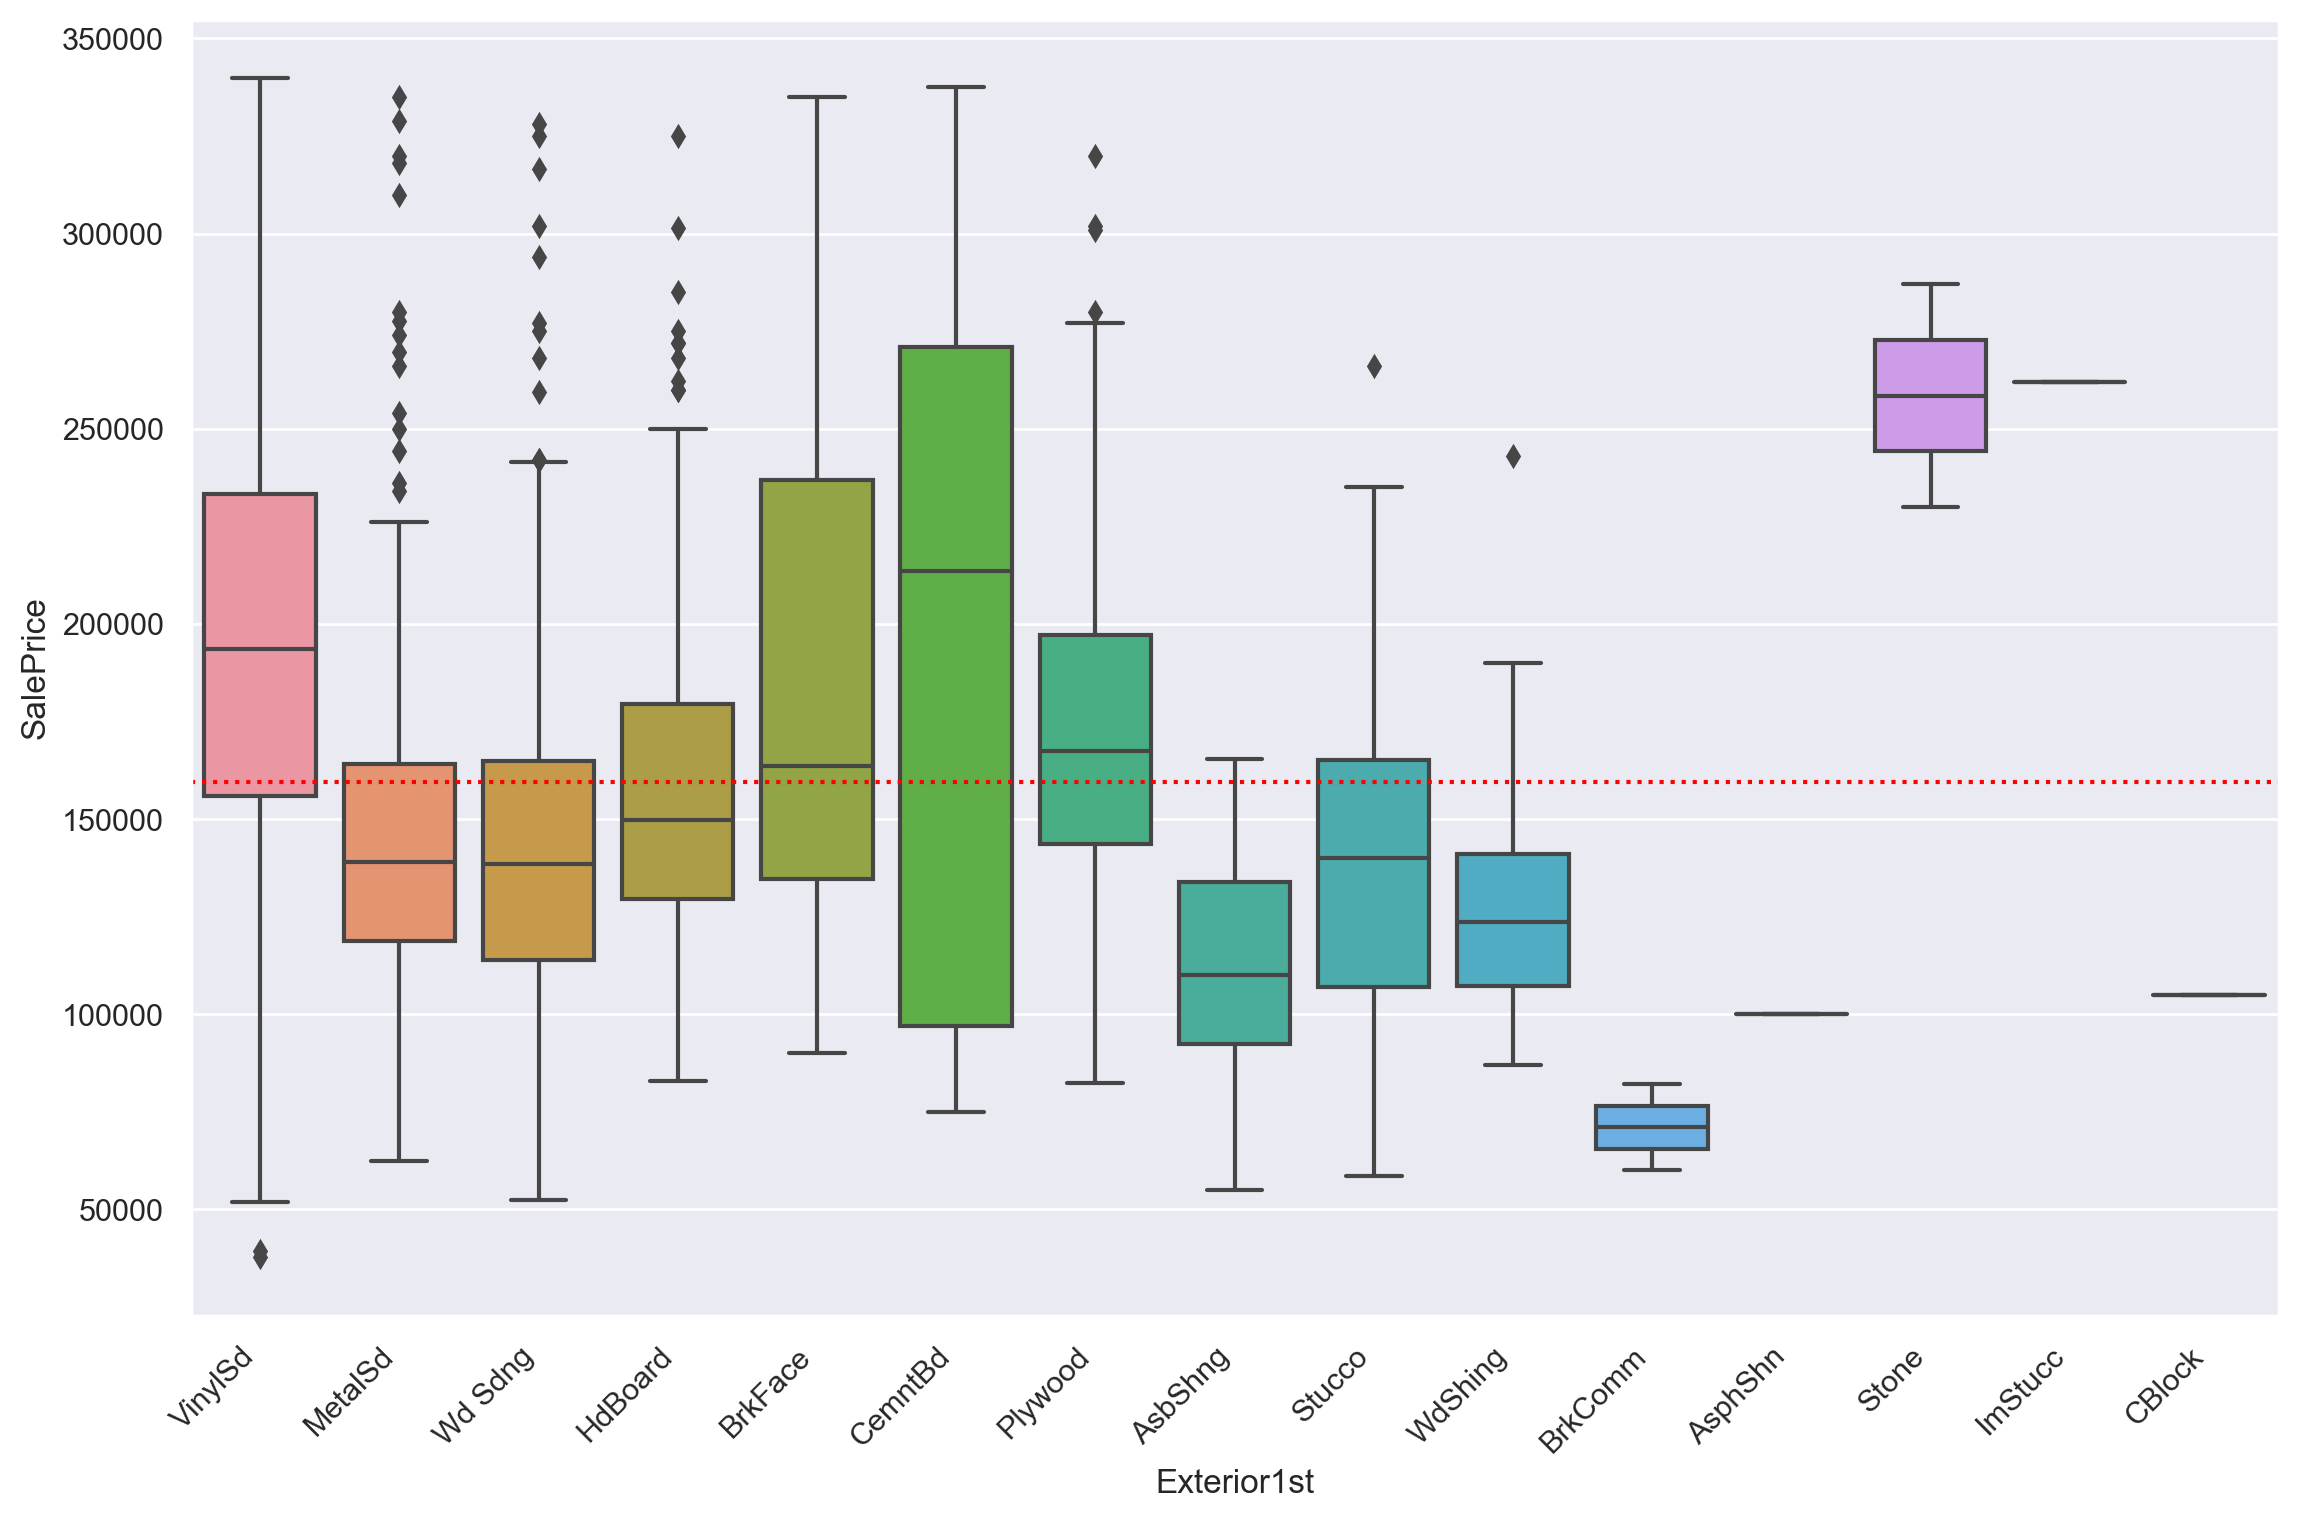 350000
300000
250000
200000
150000
100000
50000
SalePrice
VinylSd
MetalSd
Wd Sdng
HdBoard
BrkFace
CemntBd
Plywood
AsbShng
Stucco
WdShing
BrkComm
AsphShn
Stone
ImStucc
CBlock
Exterior1st